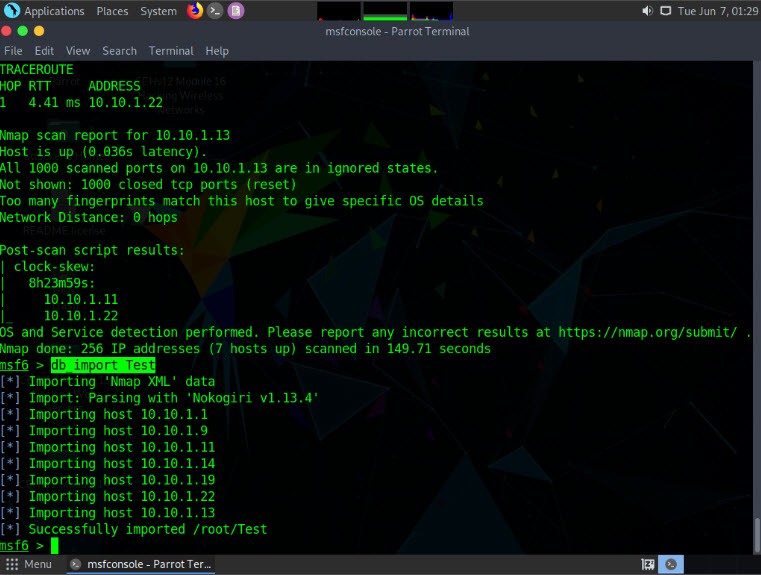 Applications Places System Tue Jun 7, 01:29
msfconsole - Parrot Terminal
File Edit View Search Terminal Help
TRACEROUTE
HOP RTT ADDRESS
1 4.41 ms 10.10.1.22
Nmap scan report for 10.10.1.13
Host is up (0.036s latency).
All 1000 scanned ports on 10.10.1.13 are in ignored states.
Not shown: 1000 closed tcp ports (reset)
Too many fingerprints match this host to give specific OS details
Network Distance: 0 hops
README license
Post-scan script results:
| clock-skew:
|   8h23m59s:
|     10.10.1.11
|_    10.10.1.22
OS and Service detection performed. Please report any incorrect results at https://nmap.org/submit/ .
Nmap done: 256 IP addresses (7 hosts up) scanned in 149.71 seconds
msf6 > db_import Test
[*] Importing 'Nmap XML' data
[*] Import: Parsing with 'Nokogiri v1.13.4'
[*] Importing host 10.10.1.1
[*] Importing host 10.10.1.9
[*] Importing host 10.10.1.11
[*] Importing host 10.10.1.14
[*] Importing host 10.10.1.19
[*] Importing host 10.10.1.22
[*] Importing host 10.10.1.13
[*] Successfully imported /root/Test
msf6 >
Menu msfconsole - Parrot Ter...